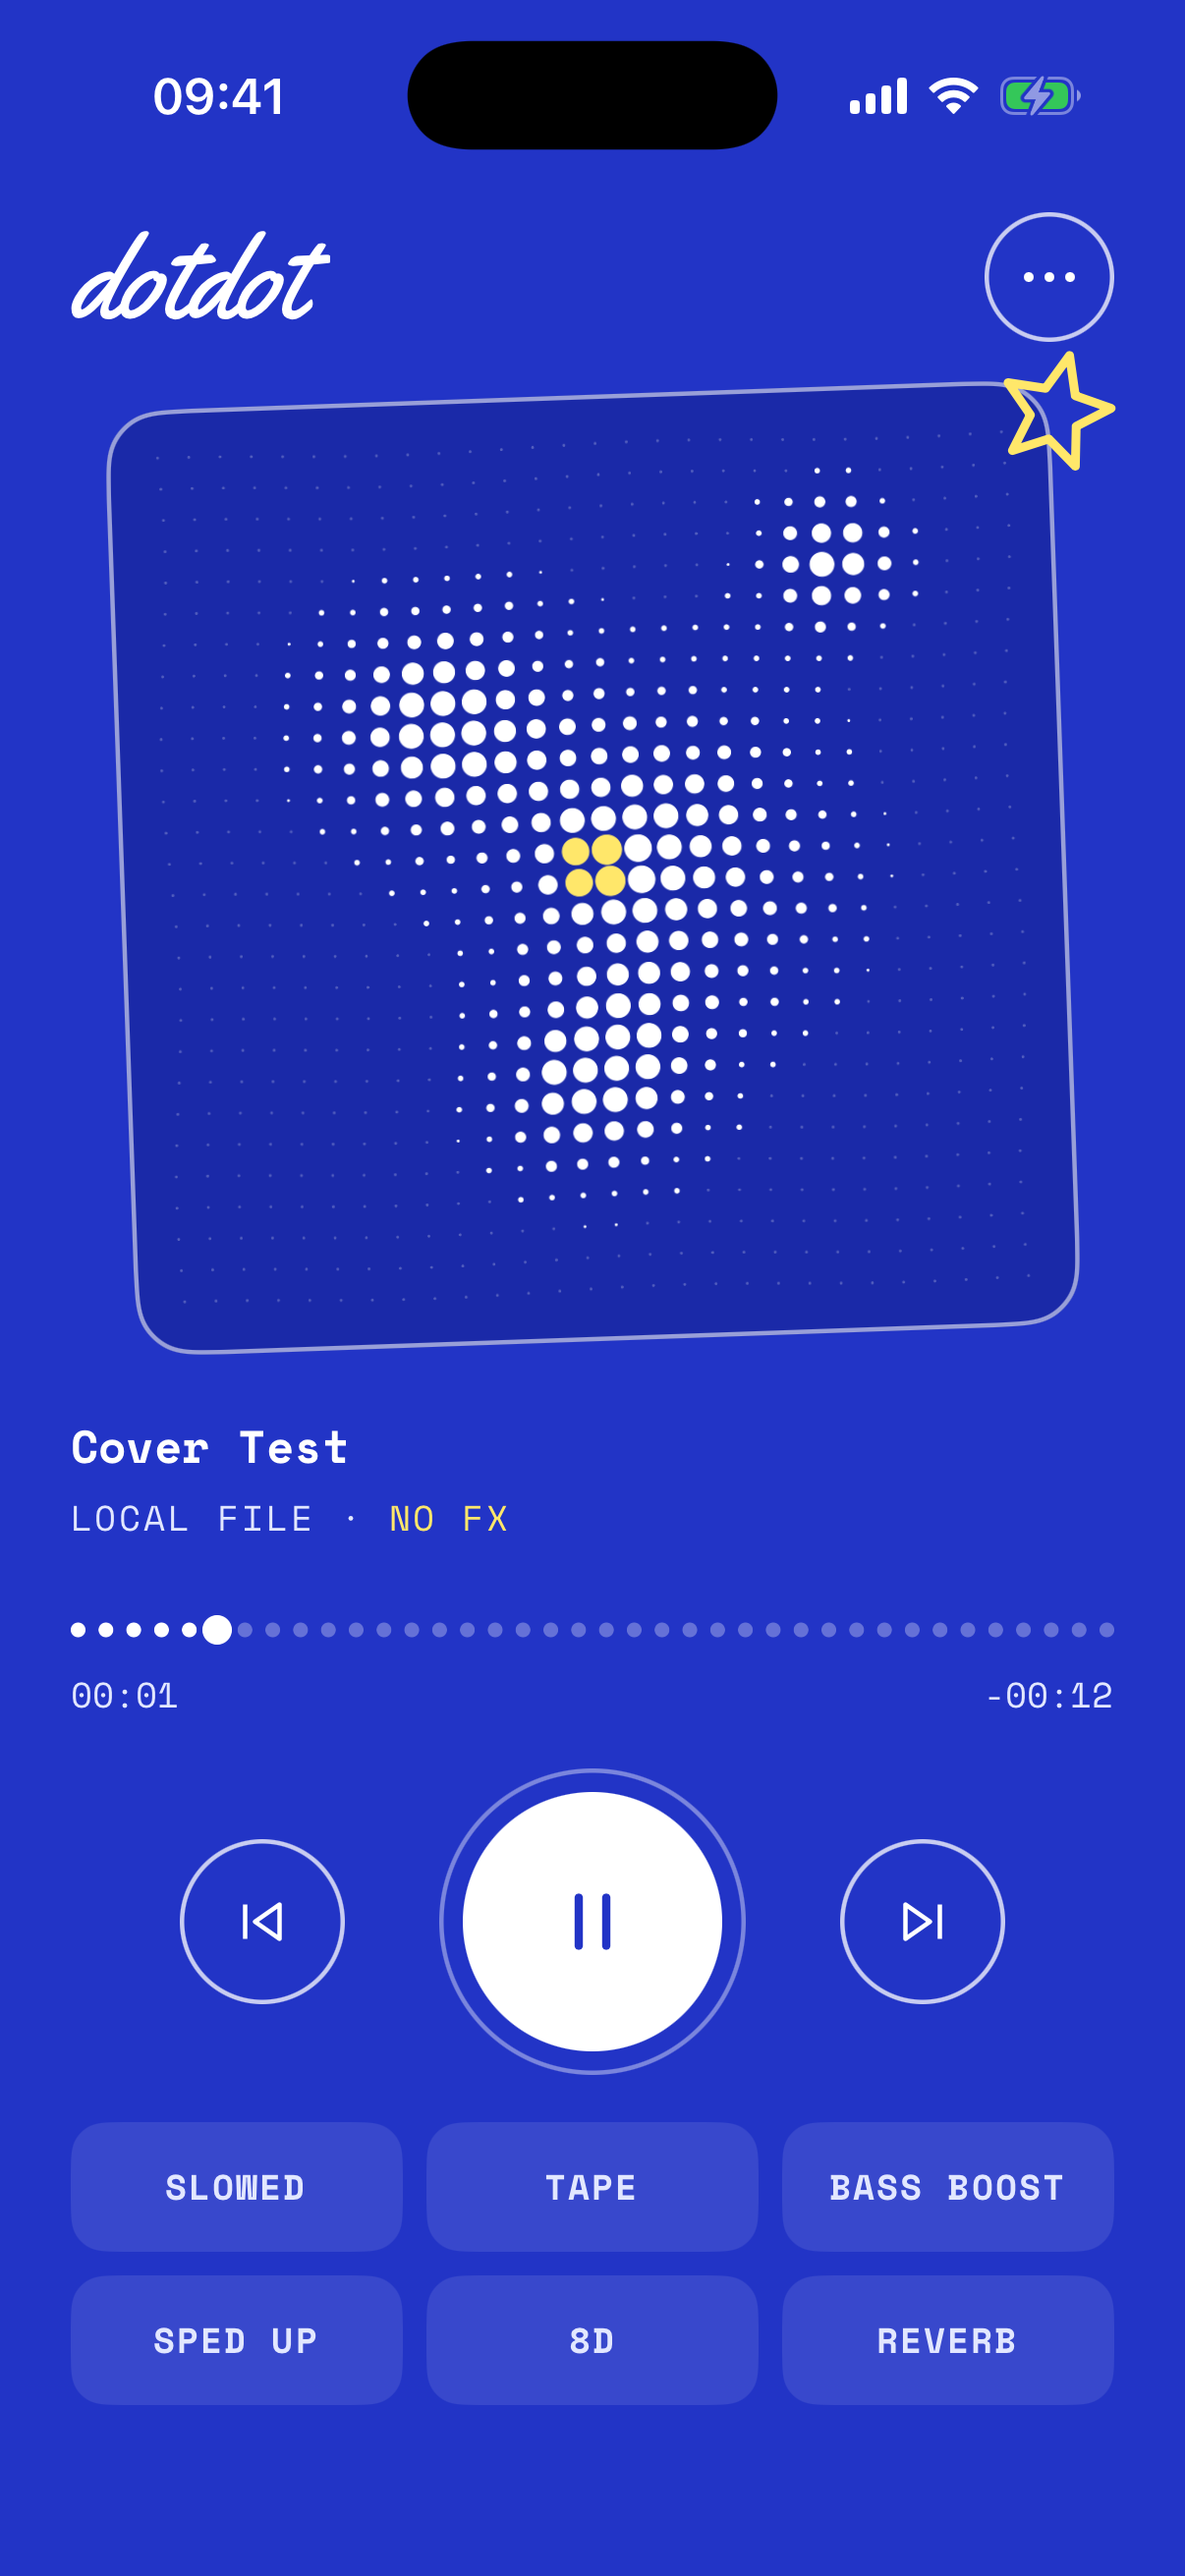 09:41
dotdot
Cover Test
LOCAL FILE · NO FX
00:01
-00:12
SLOWED
TAPE
BASS BOOST
SPED UP
8D
REVERB